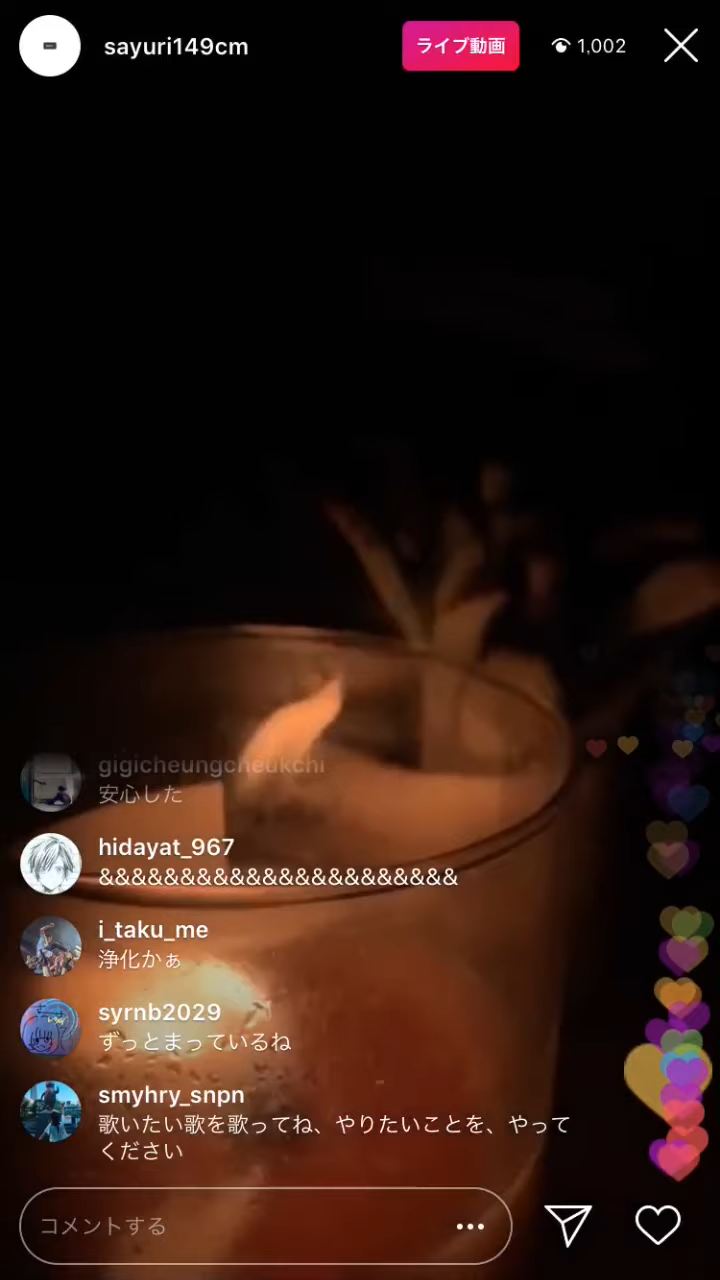 sayuri149cm
ライブ動画
1,002
gigicheungcheukchi
安心した
hidayat_967
&&&&&&&&&&&&&&&&&&&&&&
i_taku_me
浄化かぁ
syrnb2029
ずっとまっているね
smyhry_snpn
歌いたい歌を歌ってね、やりたいことを、やって
ください
コメントする